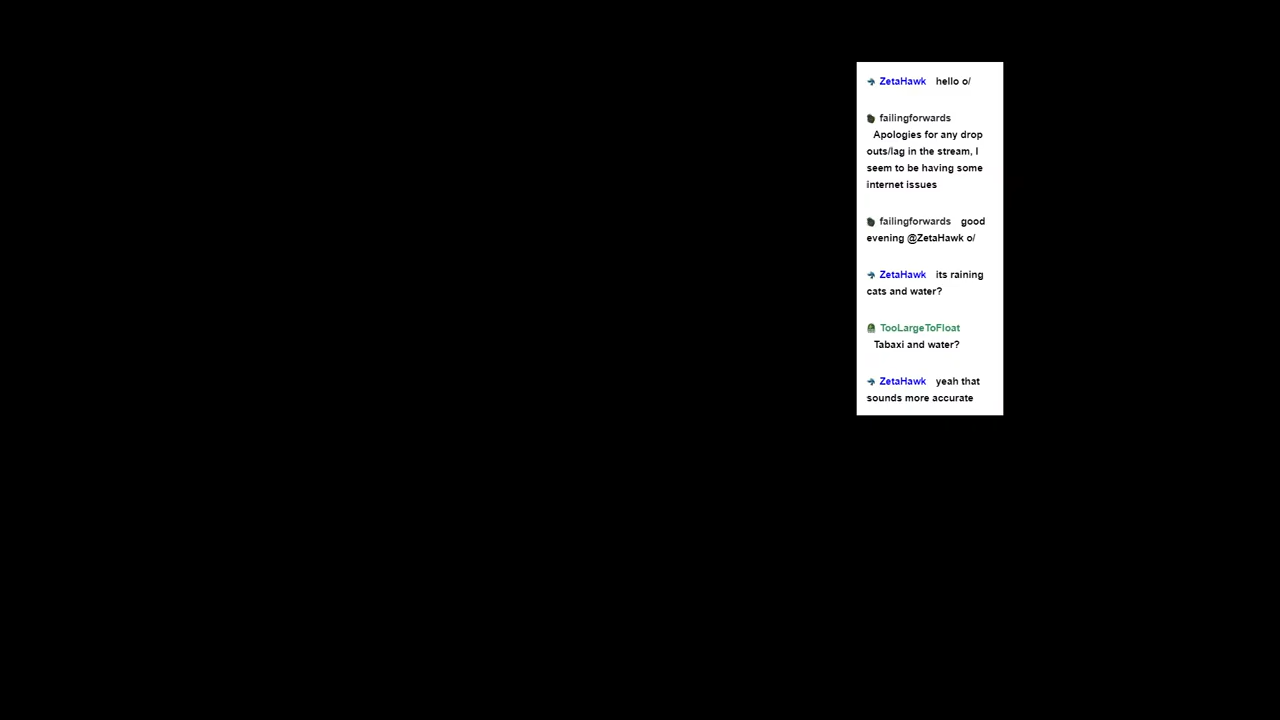 ZetaHawk hello o/
failingforwards
Apologies for any drop
outs/lag in the stream, I
seem to be having some
internet issues
failingforwards good
evening @ZetaHawk o/
ZetaHawk its raining
cats and water?
TooLargeToFloat
Tabaxi and water?
ZetaHawk yeah that
sounds more accurate